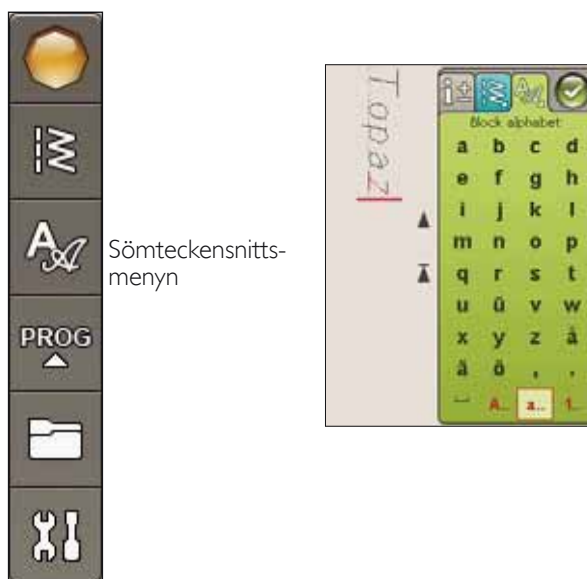 PROG
Sömteckensnitts-
menyn
Topaz
Block alphabet
a b c d
e f g h
i j k l
m n o p
q r s t
u ü v w
x y z å
ä ö ,
A.. a.. 1..